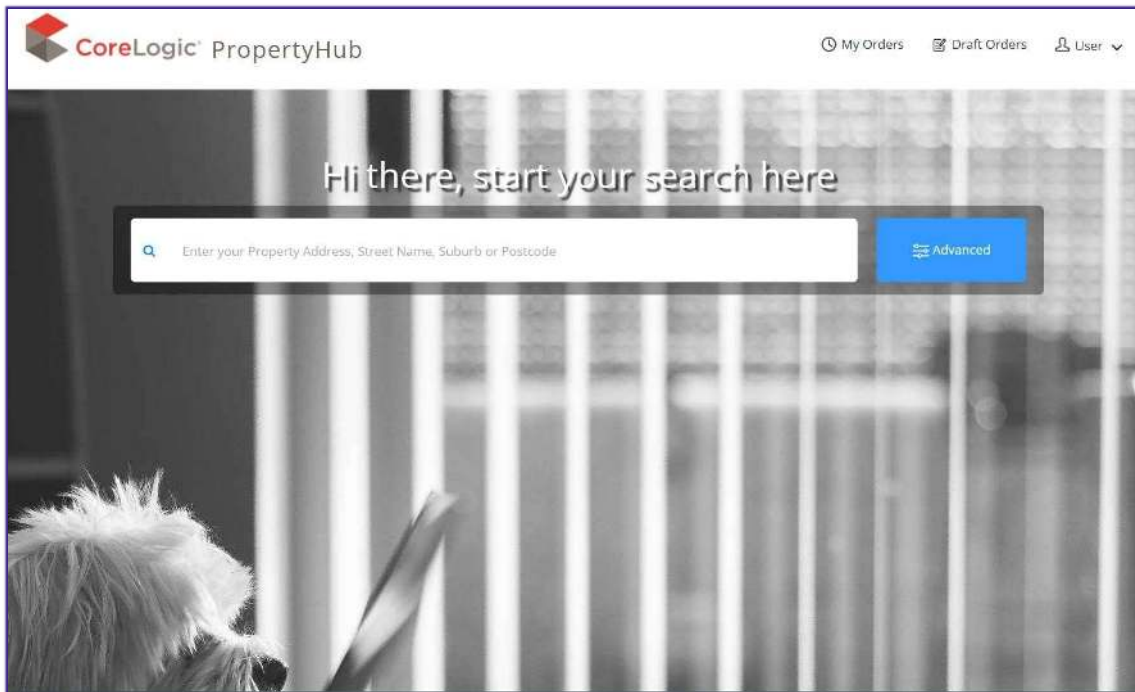 CoreLogic PropertyHub
My Orders Draft Orders User
Hi there, start your search here
Enter your Property Address, Street Name, Suburb or Postcode
Advanced